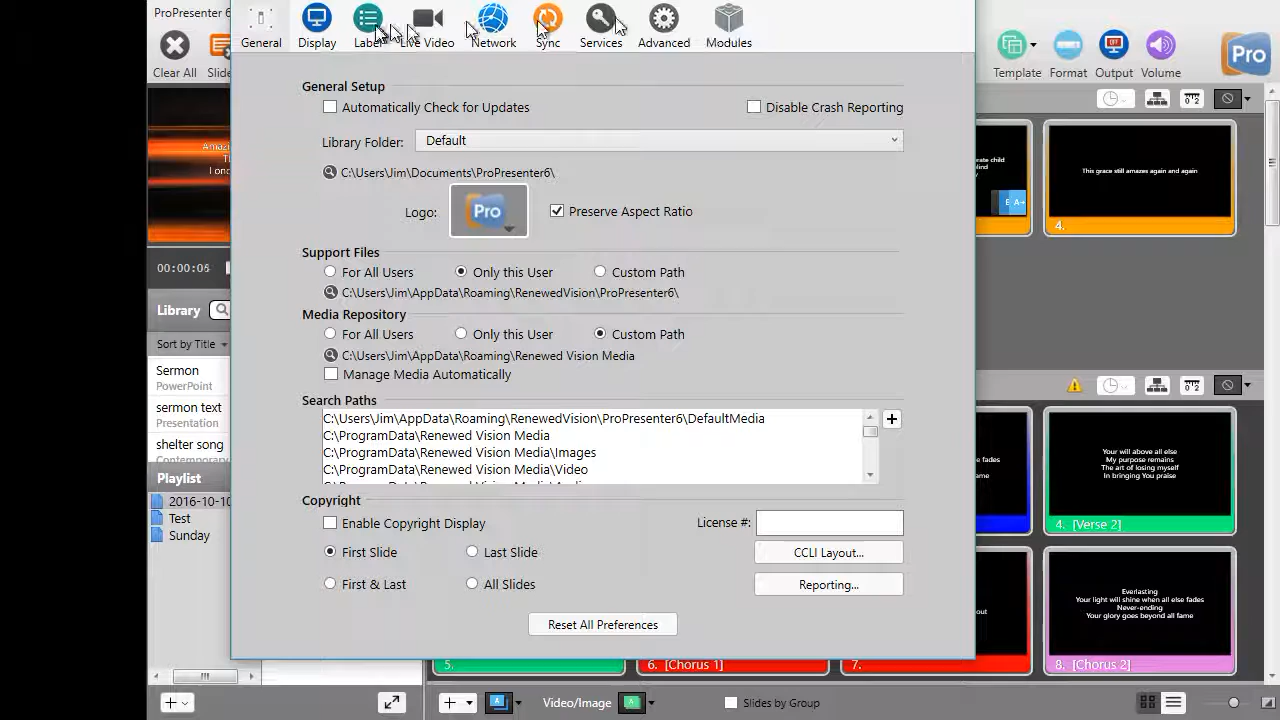 ProPresenter 6
General
Display
Labels
Live Video
Network
Sync
Services
Advanced
Modules
Clear All
Template
Format
Output
Volume
Pro
General Setup
Automatically Check for Updates
Disable Crash Reporting
Library Folder:
Default
C:\Users\Jim\Documents\ProPresenter6\
Logo:
Pro
Preserve Aspect Ratio
Support Files
For All Users
Only this User
Custom Path
C:\Users\Jim\AppData\Roaming\RenewedVision\ProPresenter6\
Media Repository
For All Users
Only this User
Custom Path
C:\Users\Jim\AppData\Roaming\Renewed Vision Media
Manage Media Automatically
Search Paths
C:\Users\Jim\AppData\Roaming\RenewedVision\ProPresenter6\DefaultMedia
C:\ProgramData\Renewed Vision Media
C:\ProgramData\Renewed Vision Media\Images
C:\ProgramData\Renewed Vision Media\Video
Copyright
Enable Copyright Display
License #:
First Slide
Last Slide
CCLI Layout...
First & Last
All Slides
Reporting...
Reset All Preferences
00:00:06
Library
Sort by Title
Sermon
PowerPoint
sermon text
Presentation
shelter song
Contemporary
Playlist
2016-10-10
Test
Sunday
I onc
child
blind
This grace still amazes again and again
4.
fades
Your will above all else
My purpose remains
The art of losing myself
In bringing You praise
4. [Verse 2]
out
Everlasting
Your light will shine when all else fades
Never-ending
Your glory goes beyond all fame
5.
6. [Chorus 1]
7.
8. [Chorus 2]
Video/Image
Slides by Group